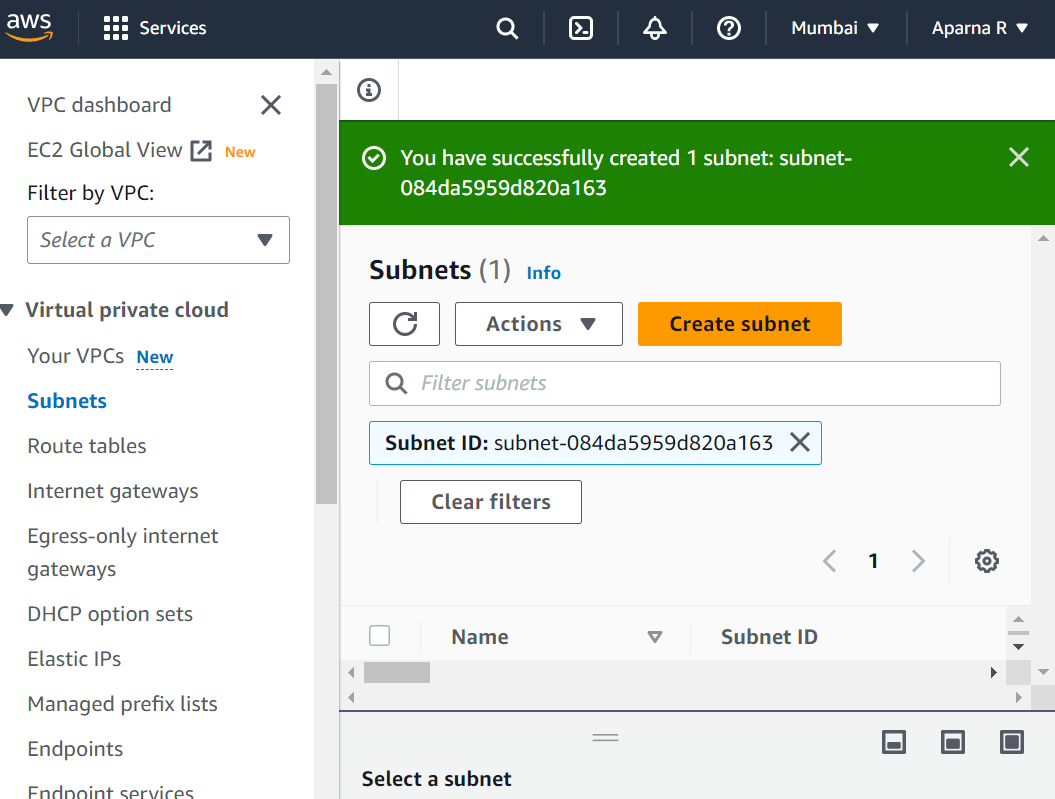 aws
Services
Mumbai
Aparna R
VPC dashboard
EC2 Global View New
Filter by VPC:
Select a VPC
Virtual private cloud
Your VPCs New
Subnets
Route tables
Internet gateways
Egress-only internet
gateways
DHCP option sets
Elastic IPs
Managed prefix lists
Endpoints
Endpoint services
You have successfully created 1 subnet: subnet-
084da5959d820a163
Subnets (1) Info
Actions
Create subnet
Filter subnets
Subnet ID: subnet-084da5959d820a163
Clear filters
1
Name
Subnet ID
Select a subnet